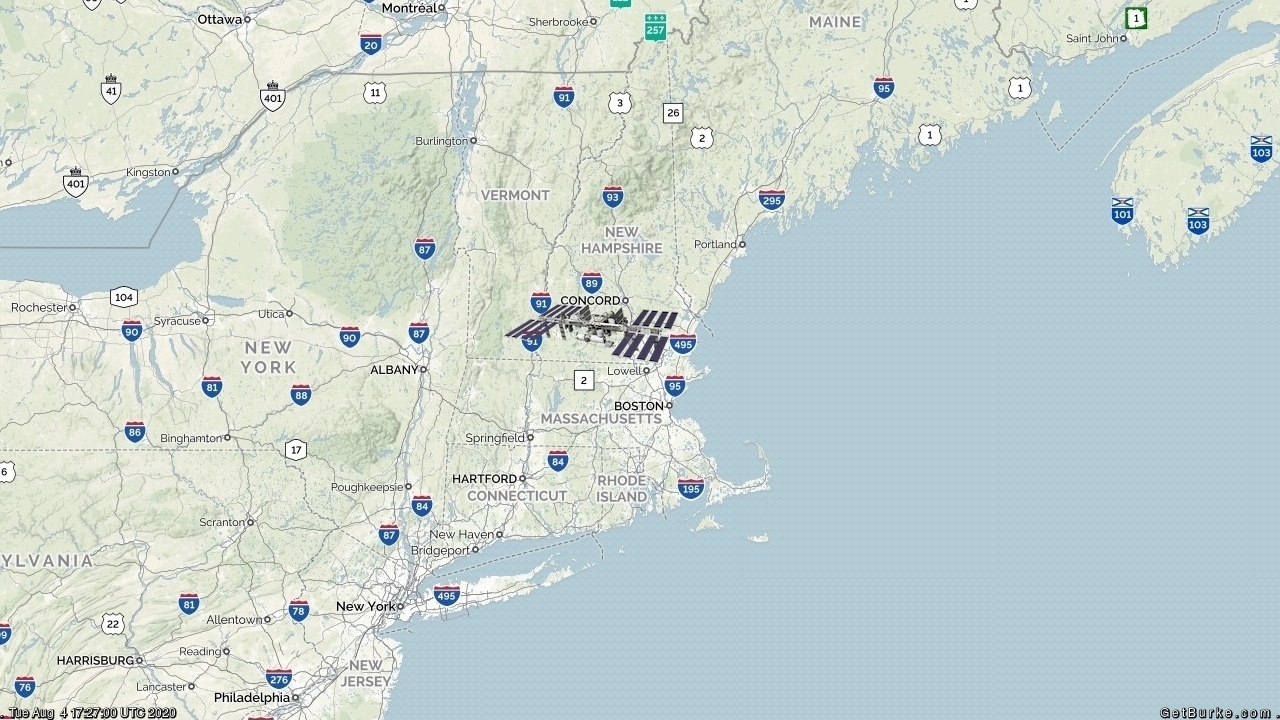 Montréal
Ottawa
Sherbrooke
257
MAINE
1
Saint John
20
41
401
11
91
3
26
95
1
2
1
103
Burlington
Kingston
401
VERMONT
93
295
101
103
NEW
HAMPSHIRE
Portland
87
89
104
Rochester
91
CONCORD
Syracuse
Utica
90
90
87
91
495
NEW
YORK
ALBANY
Lowell
2
95
81
88
BOSTON
MASSACHUSETTS
86
Binghamton
Springfield
17
84
6
HARTFORD
RHODE
ISLAND
195
Poughkeepsie
CONNECTICUT
84
Scranton
87
New Haven
Bridgeport
YLVANIA
495
81
78
New York
Allentown
22
Reading
HARRISBURG
NEW
JERSEY
276
76
Lancaster
Philadelphia
Tue Aug 4 17:27:00 UTC 2020
GetBurke.com